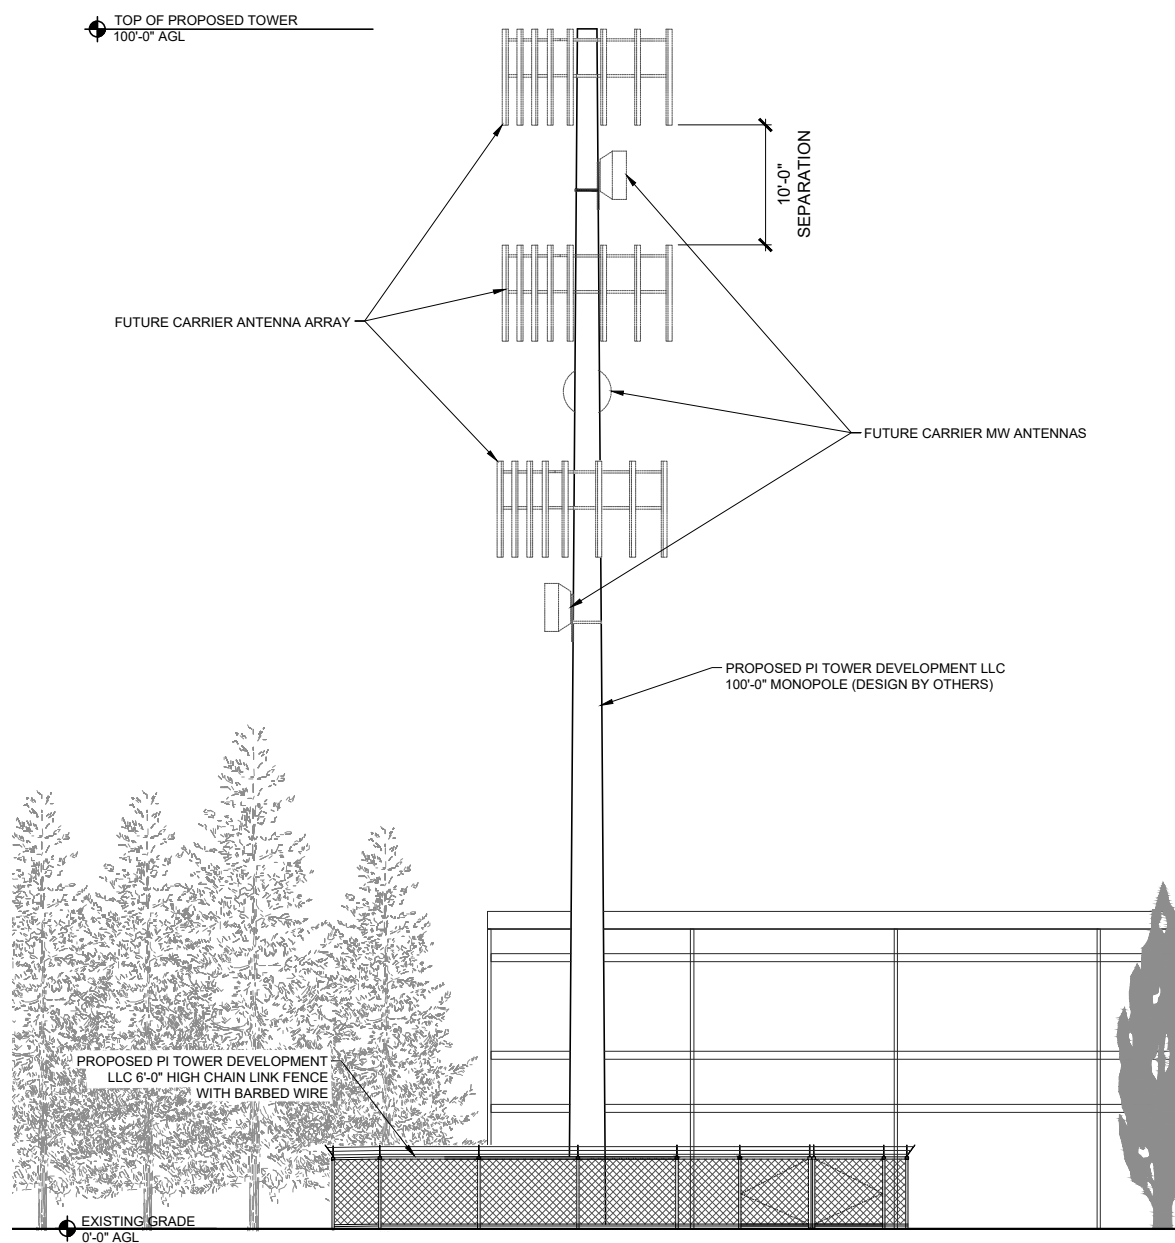 TOP OF PROPOSED TOWER
100'-0" AGL
10'-0"
SEPARATION
FUTURE CARRIER ANTENNA ARRAY
FUTURE CARRIER MW ANTENNAS
PROPOSED PI TOWER DEVELOPMENT LLC
100'-0" MONOPOLE (DESIGN BY OTHERS)
PROPOSED PI TOWER DEVELOPMENT
LLC 6'-0" HIGH CHAIN LINK FENCE
WITH BARBED WIRE
EXISTING GRADE
0'-0" AGL